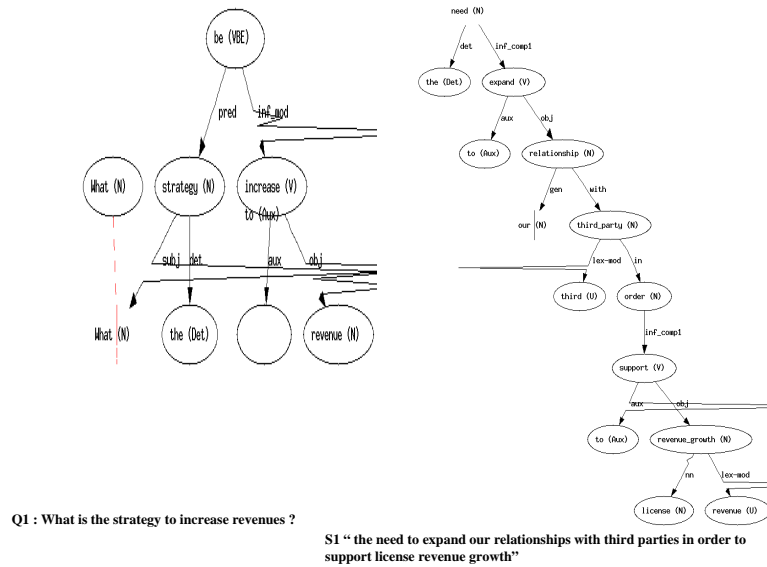 be (VBE)
pred
inf_mod
What (N)
strategy (N)
increase (V)
to (Aux)
subj
det
aux
obj
What (N)
the (Det)
revenue (N)
need (N)
det
inf_comp1
the (Det)
expand (V)
aux
obj
to (Aux)
relationship (N)
gen
with
our (N)
third_party (N)
lex-mod
in
third (U)
order (N)
inf_comp1
support (V)
aux
obj
to (Aux)
revenue_growth (N)
nn
lex-mod
license (N)
revenue (U)
Q1 : What is the strategy to increase revenues ?
S1 “ the need to expand our relationships with third parties in order to
support license revenue growth”